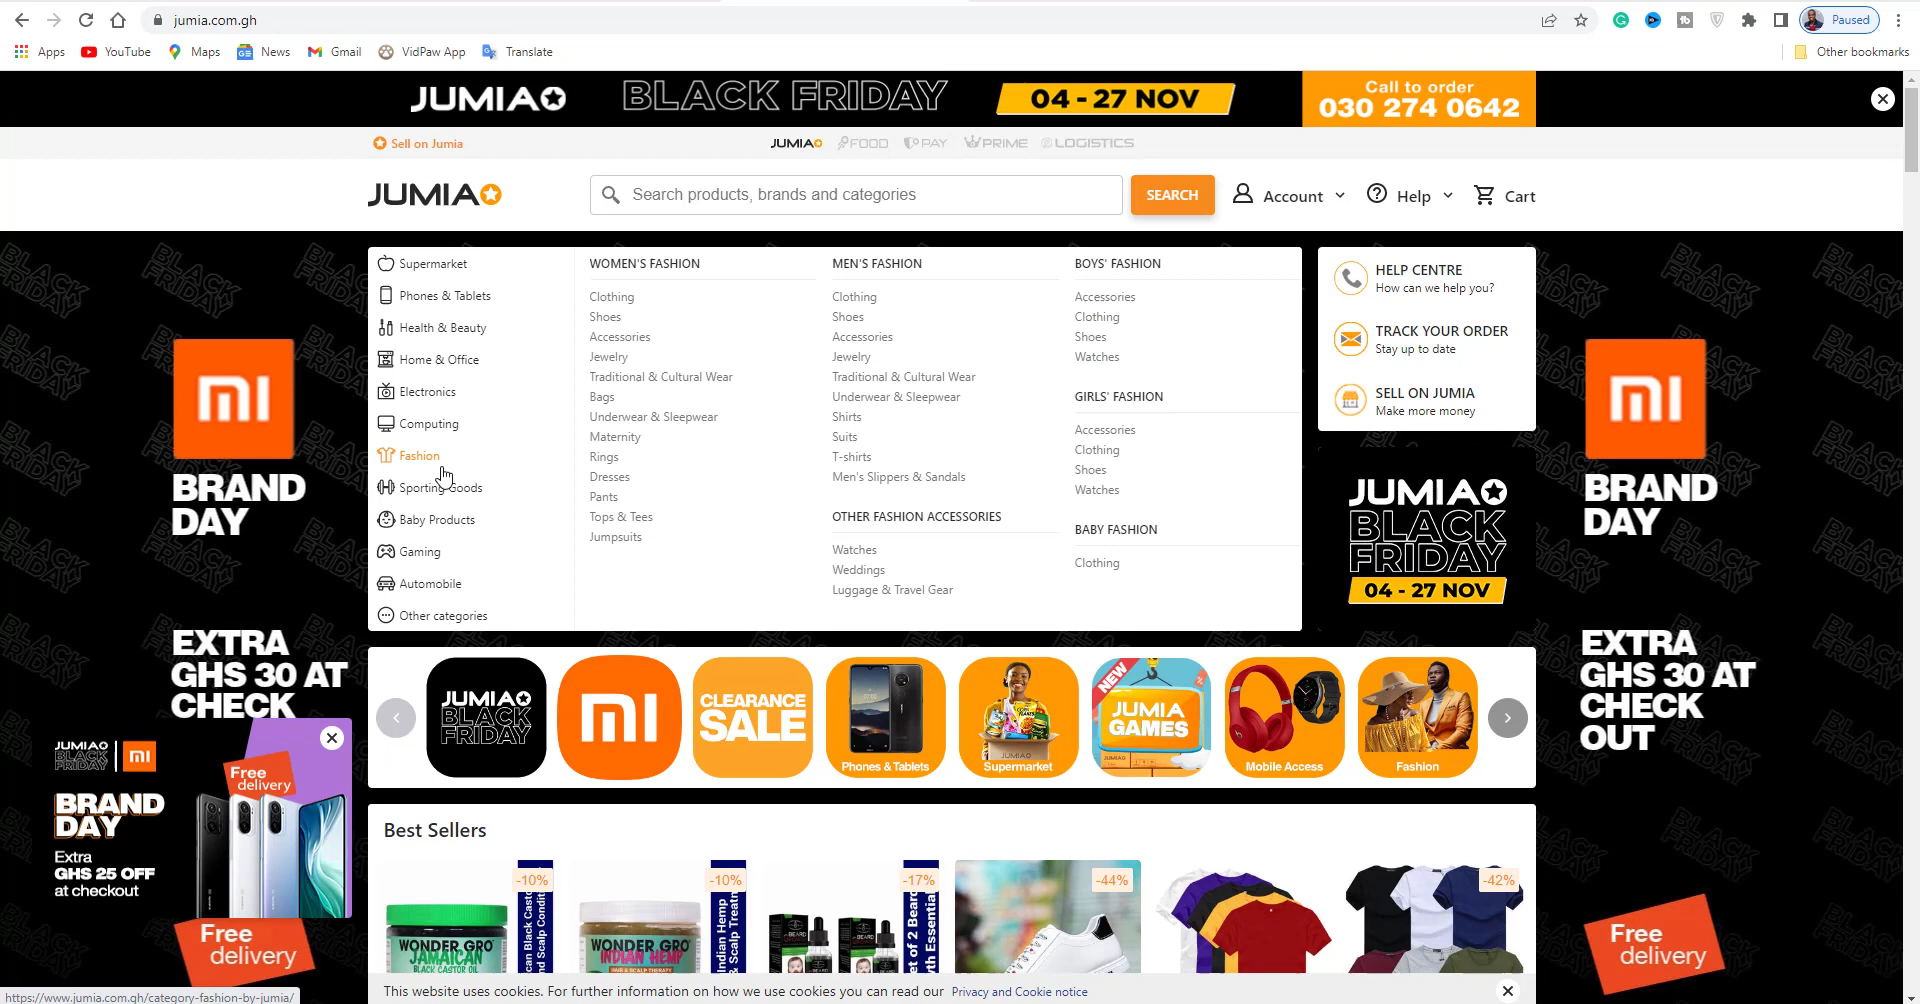 jumia.com.gh
Paused
Apps
YouTube
Maps
News
Gmail
VidPaw App
Translate
Other bookmarks
JUMIA BLACK FRIDAY 04 - 27 NOV
Call to order
030 274 0642
Sell on Jumia
JUMIA FOOD PAY PRIME LOGISTICS
JUMIA
Search products, brands and categories
SEARCH
Account
Help
Cart
Supermarket
Phones & Tablets
Health & Beauty
Home & Office
Electronics
Computing
Fashion
Sporting Goods
Baby Products
Gaming
Automobile
Other categories
WOMEN'S FASHION
Clothing
Shoes
Accessories
Jewelry
Traditional & Cultural Wear
Bags
Underwear & Sleepwear
Maternity
Rings
Dresses
Pants
Tops & Tees
Jumpsuits
MEN'S FASHION
Clothing
Shoes
Accessories
Jewelry
Traditional & Cultural Wear
Underwear & Sleepwear
Shirts
Suits
T-shirts
Men's Slippers & Sandals
OTHER FASHION ACCESSORIES
Watches
Weddings
Luggage & Travel Gear
BOYS' FASHION
Accessories
Clothing
Shoes
Watches
GIRLS' FASHION
Accessories
Clothing
Shoes
Watches
BABY FASHION
Clothing
HELP CENTRE
How can we help you?
TRACK YOUR ORDER
Stay up to date
SELL ON JUMIA
Make more money
JUMIA
BLACK
FRIDAY
04 - 27 NOV
mi
BRAND
DAY
EXTRA
GHS 30 AT
CHECK
mi
BRAND
DAY
EXTRA
GHS 30 AT
CHECK
OUT
JUMIA
BLACK
FRIDAY
mi
CLEARANCE
SALE
Phones & Tablets
JUMIA
Supermarket
NEW
JUMIA
GAMES
Mobile Access
Fashion
JUMIA
BLACK
FRIDAY
mi
Free
delivery
BRAND
DAY
Extra
GHS 25 OFF
at checkout
Free
delivery
Free
delivery
Best Sellers
-10%
WONDER GRO
JAMAICAN
BLACK CASTOR OIL
-10%
WONDER GRO
INDIAN HEMP
HAIR & SCALP THERAPY
-17%
BEARD
BEARD
-44%
-42%
This website uses cookies. For further information on how we use cookies you can read our Privacy and Cookie notice
https://www.jumia.com.gh/category-fashion-by-jumia/